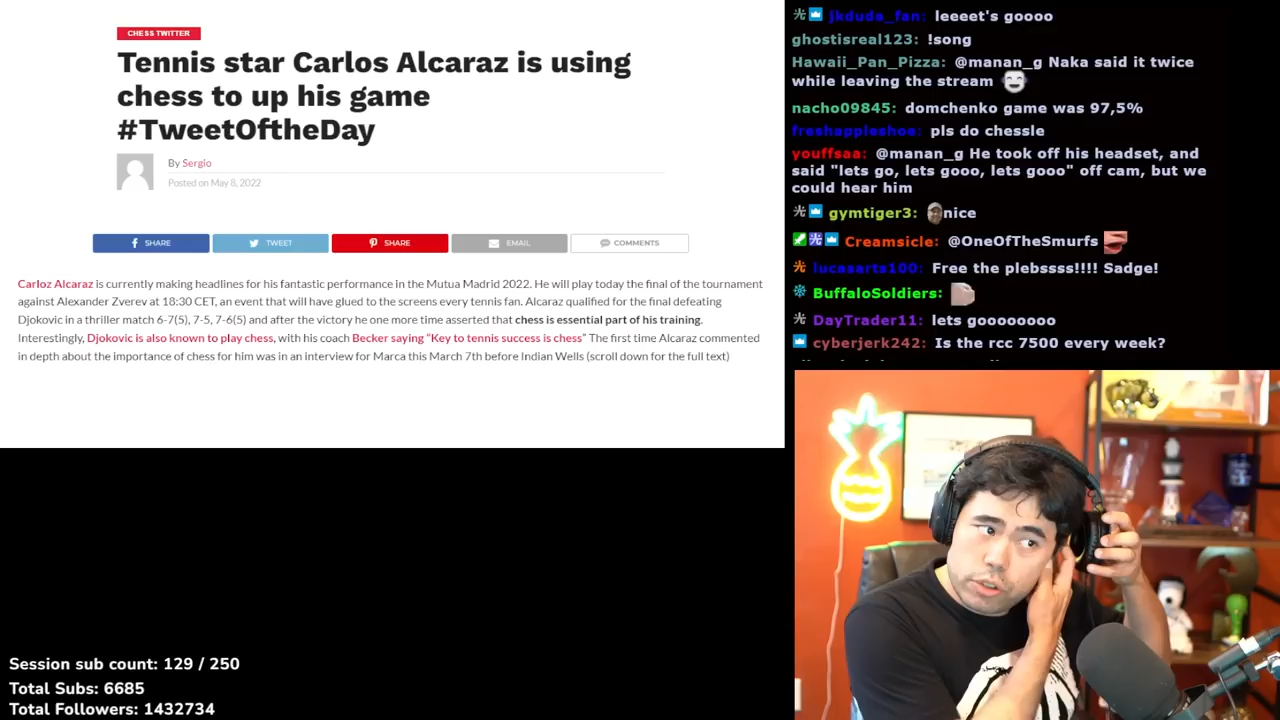 CHESS TWITTER
Tennis star Carlos Alcaraz is using
chess to up his game
#TweetOftheDay
By Sergio
Posted on May 8, 2022
SHARE
TWEET
SHARE
EMAIL
COMMENTS
Carloz Alcaraz is currently making headlines for his fantastic performance in the Mutua Madrid 2022. He will play today the final of the tournament
against Alexander Zverev at 18:30 CET, an event that will have glued to the screens every tennis fan. Alcaraz qualified for the final defeating
Djokovic in a thriller match 6-7(5), 7-5, 7-6(5) and after the victory he one more time asserted that chess is essential part of his training.
Interestingly, Djokovic is also known to play chess, with his coach Becker saying “Key to tennis success is chess” The first time Alcaraz commented
in depth about the importance of chess for him was in an interview for Marca this March 7th before Indian Wells (scroll down for the full text)
Session sub count: 129 / 250
Total Subs: 6685
Total Followers: 1432734
jkduda_fan: leeeet's goooo
ghostisreal123: !song
Hawaii_Pan_Pizza: @manan_g Naka said it twice
while leaving the stream
nacho09845: domchenko game was 97,5%
freshappleshoe: pls do chessle
youffsaa: @manan_g He took off his headset, and
said "lets go, lets gooo, lets gooo" off cam, but we
could hear him
gymtiger3: nice
Creamsicle: @OneOfTheSmurfs
lucasarts100: Free the plebssss!!!! Sadge!
BuffaloSoldiers:
DayTrader11: lets goooooooo
cyberjerk242: Is the rcc 7500 every week?